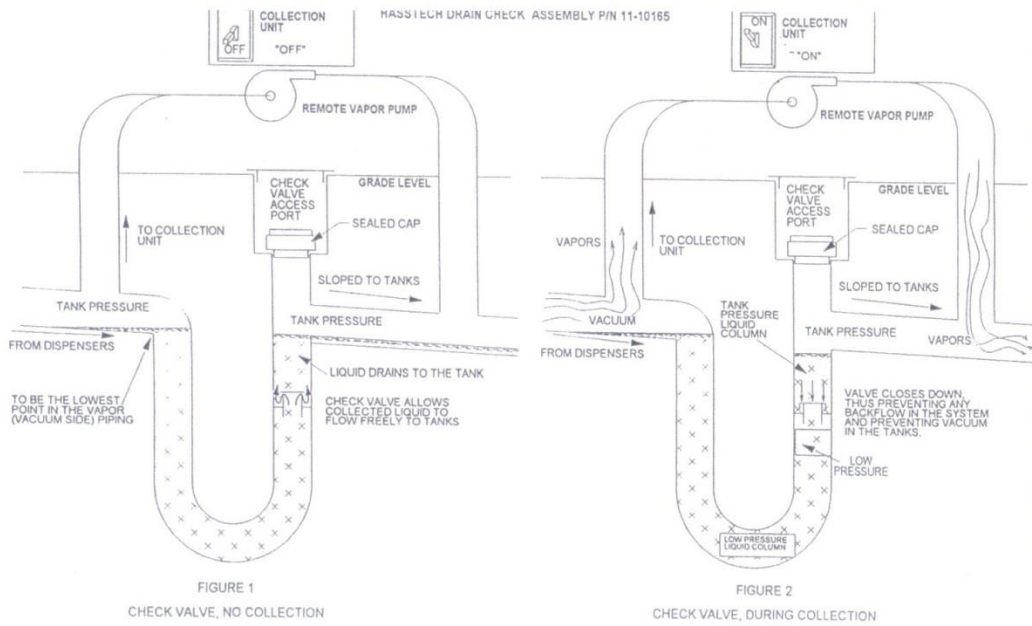 HASSTECH DRAIN CHECK ASSEMBLY P/N 11-10165
COLLECTION
UNIT
"OFF"
OFF
REMOTE VAPOR PUMP
CHECK
VALVE
ACCESS
PORT
GRADE LEVEL
SEALED CAP
TO COLLECTION
UNIT
SLOPED TO TANKS
TANK PRESSURE
TANK PRESSURE
FROM DISPENSERS
LIQUID DRAINS TO THE TANK
TO BE THE LOWEST
POINT IN THE VAPOR
(VACUUM SIDE) PIPING
CHECK VALVE ALLOWS
COLLECTED LIQUID TO
FLOW FREELY TO TANKS
FIGURE 1
CHECK VALVE, NO COLLECTION
ON
COLLECTION
UNIT
"ON"
REMOTE VAPOR PUMP
CHECK
VALVE
ACCESS
PORT
GRADE LEVEL
SEALED CAP
VAPORS
TO COLLECTION
UNIT
SLOPED TO TANKS
TANK
PRESSURE
LIQUID
COLUMN
VACUUM
TANK PRESSURE
VAPORS
FROM DISPENSERS
VALVE CLOSES DOWN,
THUS PREVENTING ANY
BACKFLOW IN THE SYSTEM
AND PREVENTING VACUUM
IN THE TANKS.
LOW
PRESSURE
LOW PRESSURE
LIQUID COLUMN
FIGURE 2
CHECK VALVE, DURING COLLECTION